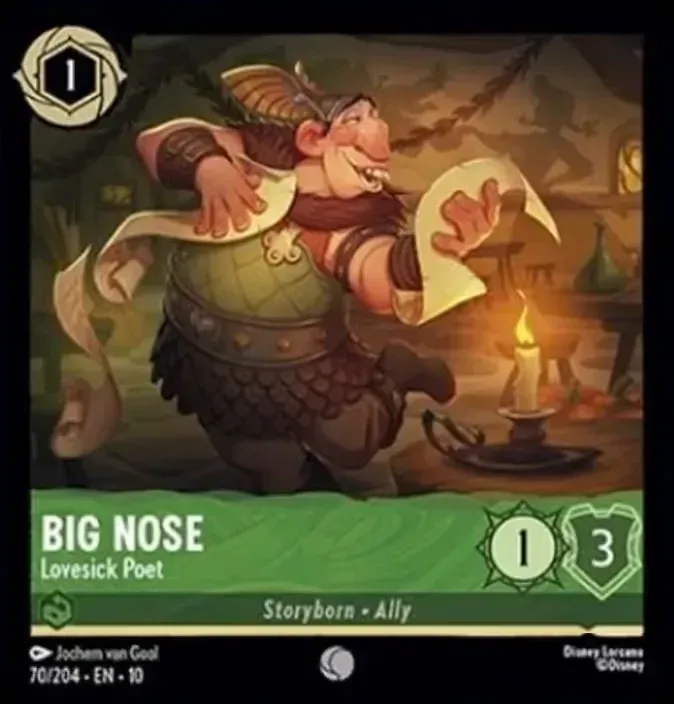 1
BIG NOSE
Lovesick Poet
1
3
Storyborn • Ally
Jochem van Gool
70/204 • EN • 10
Disney Lorcana
©Disney